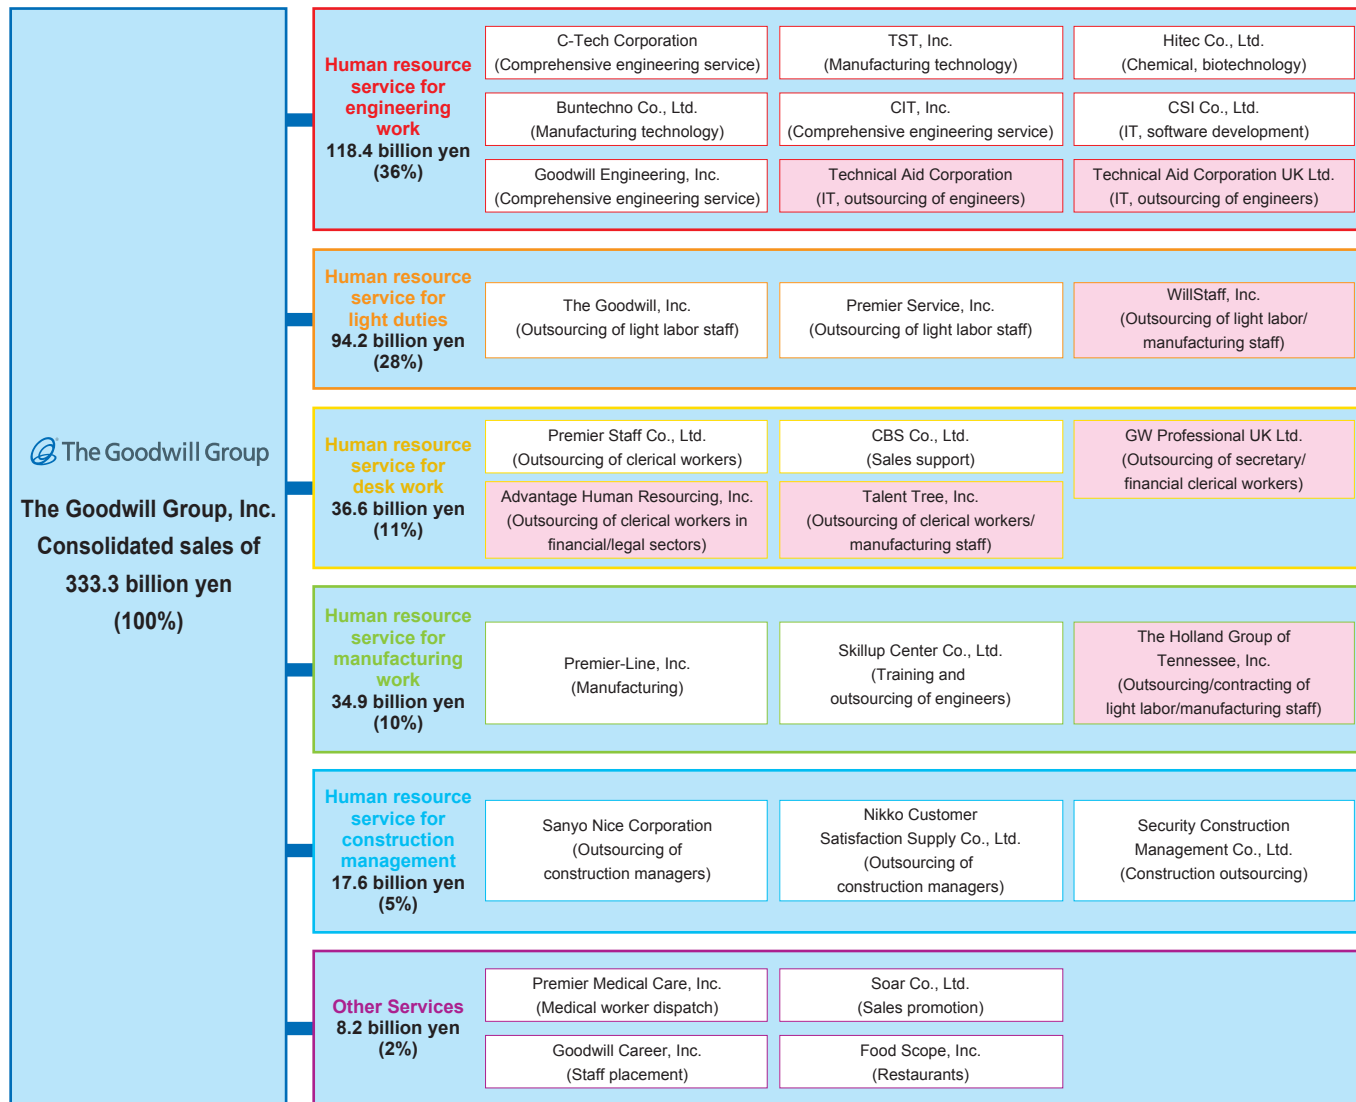 The Goodwill Group
The Goodwill Group, Inc.
Consolidated sales of
333.3 billion yen
(100%)
Human resource
service for
engineering
work
118.4 billion yen
(36%)
C-Tech Corporation
(Comprehensive engineering service)
TST, Inc.
(Manufacturing technology)
Hitec Co., Ltd.
(Chemical, biotechnology)
Buntechno Co., Ltd.
(Manufacturing technology)
CIT, Inc.
(Comprehensive engineering service)
CSI Co., Ltd.
(IT, software development)
Goodwill Engineering, Inc.
(Comprehensive engineering service)
Technical Aid Corporation
(IT, outsourcing of engineers)
Technical Aid Corporation UK Ltd.
(IT, outsourcing of engineers)
Human resource
service for
light duties
94.2 billion yen
(28%)
The Goodwill, Inc.
(Outsourcing of light labor staff)
Premier Service, Inc.
(Outsourcing of light labor staff)
WillStaff, Inc.
(Outsourcing of light labor/
manufacturing staff)
Human resource
service for
desk work
36.6 billion yen
(11%)
Premier Staff Co., Ltd.
(Outsourcing of clerical workers)
CBS Co., Ltd.
(Sales support)
GW Professional UK Ltd.
(Outsourcing of secretary/
financial clerical workers)
Advantage Human Resourcing, Inc.
(Outsourcing of clerical workers in
financial/legal sectors)
Talent Tree, Inc.
(Outsourcing of clerical workers/
manufacturing staff)
Human resource
service for
manufacturing
work
34.9 billion yen
(10%)
Premier-Line, Inc.
(Manufacturing)
Skillup Center Co., Ltd.
(Training and
outsourcing of engineers)
The Holland Group of
Tennessee, Inc.
(Outsourcing/contracting of
light labor/manufacturing staff)
Human resource
service for
construction
management
17.6 billion yen
(5%)
Sanyo Nice Corporation
(Outsourcing of
construction managers)
Nikko Customer
Satisfaction Supply Co., Ltd.
(Outsourcing of
construction managers)
Security Construction
Management Co., Ltd.
(Construction outsourcing)
Other Services
8.2 billion yen
(2%)
Premier Medical Care, Inc.
(Medical worker dispatch)
Soar Co., Ltd.
(Sales promotion)
Goodwill Career, Inc.
(Staff placement)
Food Scope, Inc.
(Restaurants)